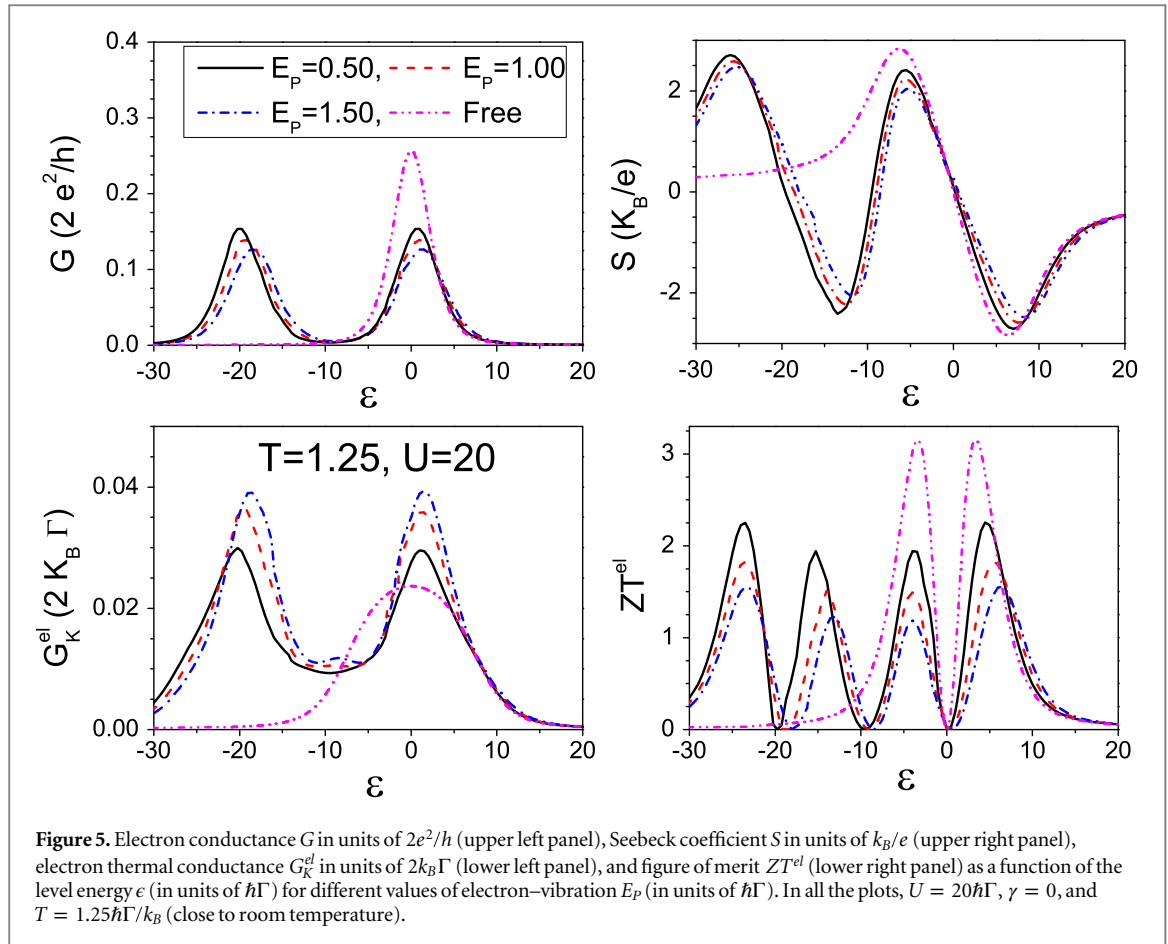 0.4
0.3
0.2
0.1
0.0
-30 -20 -10 0 10 20
G (2 e²/h)
ε
E_P=0.50, E_P=1.00
E_P=1.50, Free
2
0
-2
-30 -20 -10 0 10 20
S (K_B/e)
ε
0.04
0.02
0.00
-30 -20 -10 0 10 20
G_K^el (2 K_B Γ)
ε
T=1.25, U=20
3
2
1
0
-30 -20 -10 0 10 20
ZT^el
ε
Figure 5. Electron conductance G in units of 2e²/h (upper left panel), Seebeck coefficient S in units of k_B/e (upper right panel),
electron thermal conductance G_K^el in units of 2k_BΓ (lower left panel), and figure of merit ZT^el (lower right panel) as a function of the
level energy ϵ (in units of ℏΓ) for different values of electron–vibration E_P (in units of ℏΓ). In all the plots, U = 20ℏΓ, γ = 0, and
T = 1.25ℏΓ/k_B (close to room temperature).